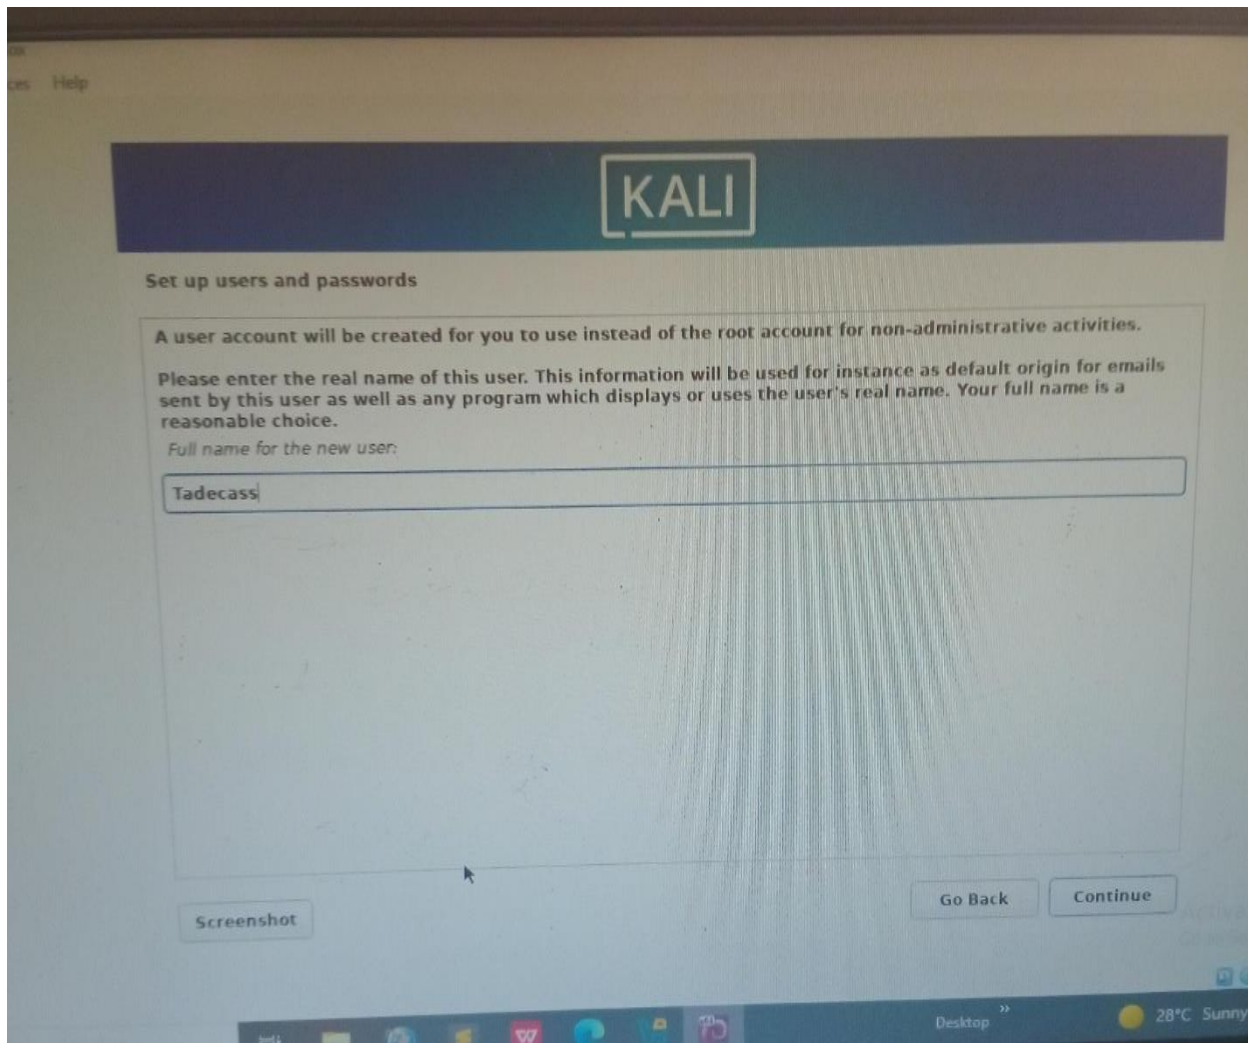 Help
KALI
Set up users and passwords
A user account will be created for you to use instead of the root account for non-administrative activities.
Please enter the real name of this user. This information will be used for instance as default origin for emails
sent by this user as well as any program which displays or uses the user's real name. Your full name is a
reasonable choice.
Full name for the new user:
Tadecass
Screenshot
Go Back
Continue
Desktop
28°C Sunny